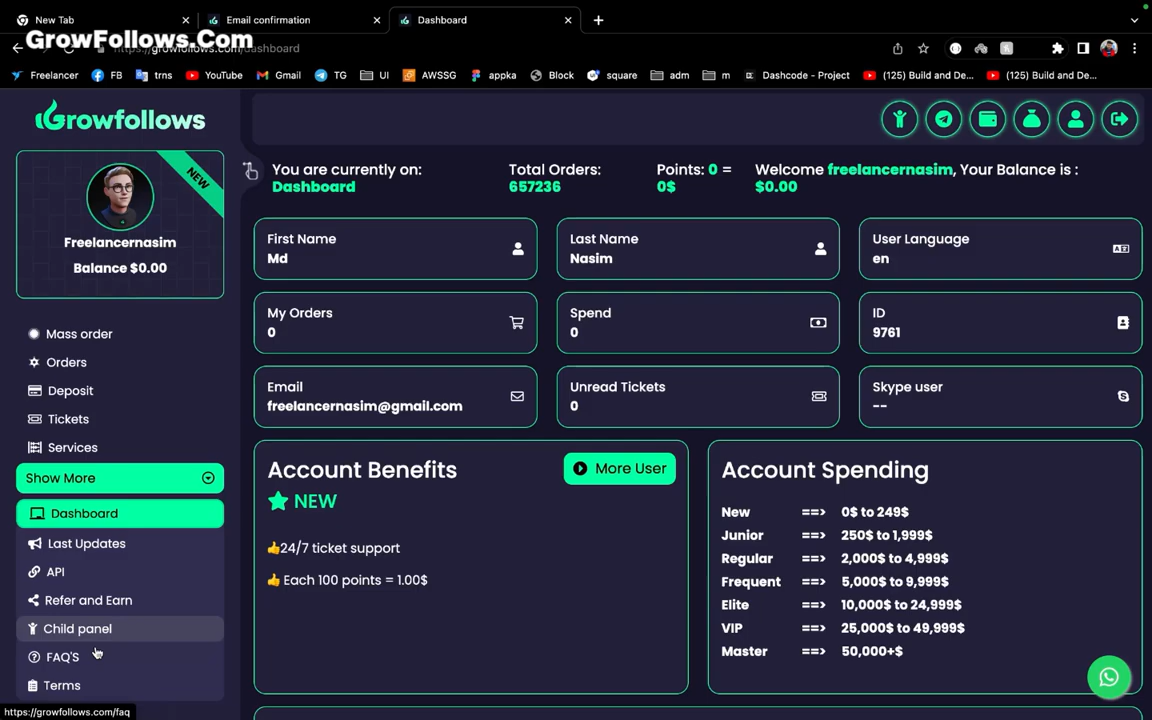 New Tab
Email confirmation
Dashboard
GrowFollows.Com
https://growfollows.com/dashboard
Freelancer
FB
trns
YouTube
Gmail
TG
UI
AWSSG
appka
Block
square
adm
m
Dashcode - Project
(125) Build and De...
(125) Build and De...
Growfollows
NEW
Freelancernasim
Balance $0.00
Mass order
Orders
Deposit
Tickets
Services
Show More
Dashboard
Last Updates
API
Refer and Earn
Child panel
FAQ'S
Terms
https://growfollows.com/faq
You are currently on:
Dashboard
Total Orders:
657236
Points: 0 =
0$
Welcome freelancernasim, Your Balance is :
$0.00
First Name
Md
Last Name
Nasim
User Language
en
My Orders
0
Spend
0
ID
9761
Email
freelancernasim@gmail.com
Unread Tickets
0
Skype user
--
Account Benefits
More User
NEW
👍24/7 ticket support
👍Each 100 points = 1.00$
Account Spending
New ==> 0$ to 249$
Junior ==> 250$ to 1,999$
Regular ==> 2,000$ to 4,999$
Frequent ==> 5,000$ to 9,999$
Elite ==> 10,000$ to 24,999$
VIP ==> 25,000$ to 49,999$
Master ==> 50,000+$